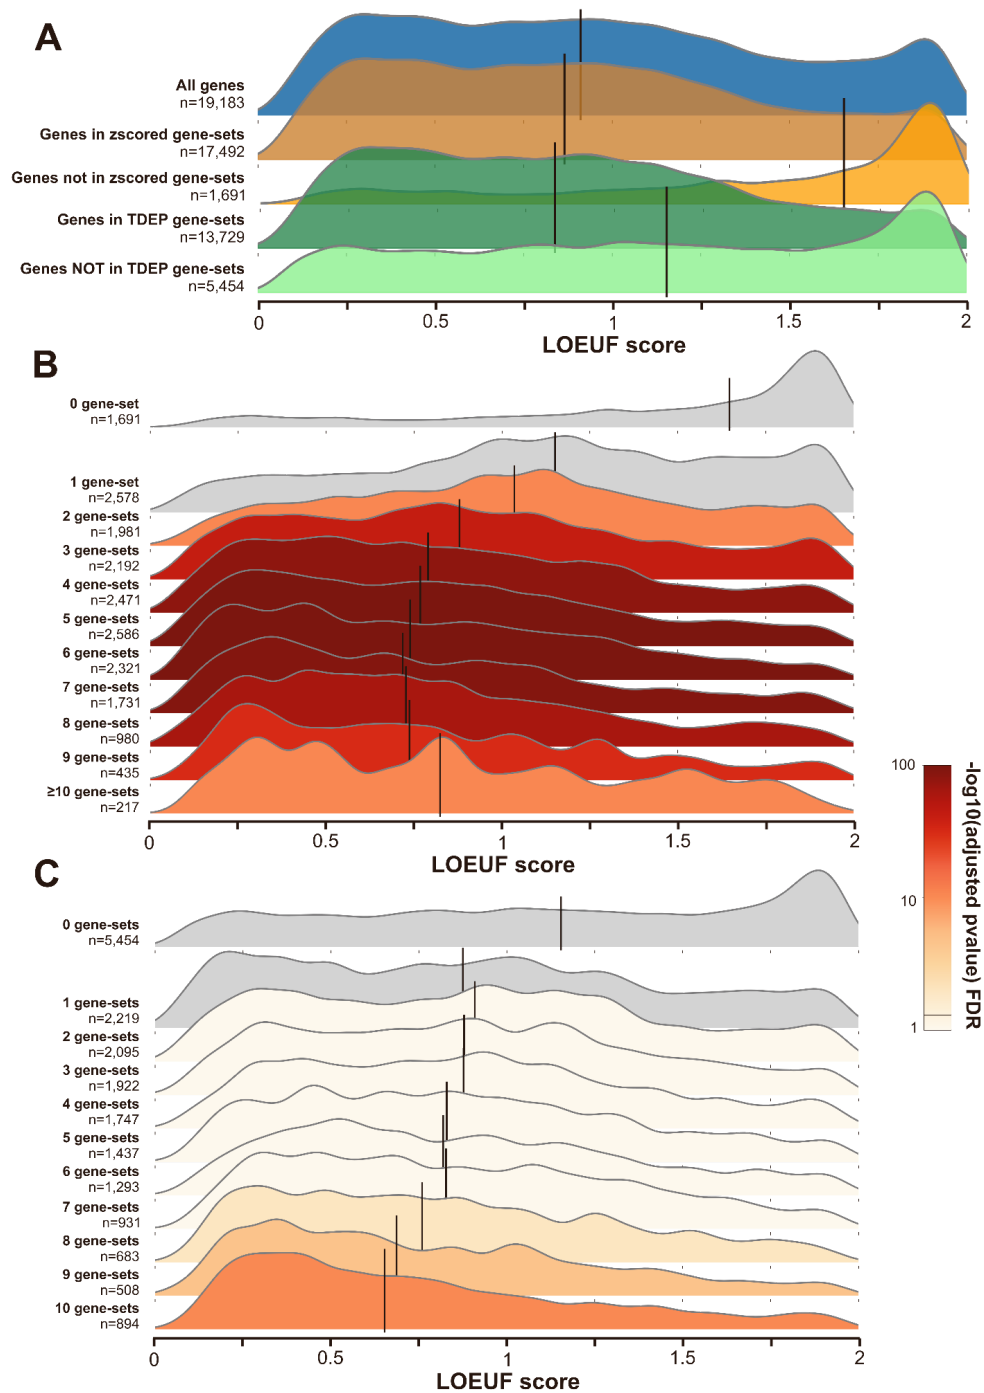 A
All genes
n=19,183
Genes in zscored gene-sets
n=17,492
Genes not in zscored gene-sets
n=1,691
Genes in TDEP gene-sets
n=13,729
Genes NOT in TDEP gene-sets
n=5,454
0 0.5 1 1.5 2
LOEUF score
B
0 gene-set
n=1,691
1 gene-set
n=2,578
2 gene-sets
n=1,981
3 gene-sets
n=2,192
4 gene-sets
n=2,471
5 gene-sets
n=2,586
6 gene-sets
n=2,321
7 gene-sets
n=1,731
8 gene-sets
n=980
9 gene-sets
n=435
≥10 gene-sets
n=217
0 0.5 1 1.5 2
LOEUF score
100
10
1
-log10(adjusted pvalue) FDR
C
0 gene-sets
n=5,454
1 gene-sets
n=2,219
2 gene-sets
n=2,095
3 gene-sets
n=1,922
4 gene-sets
n=1,747
5 gene-sets
n=1,437
6 gene-sets
n=1,293
7 gene-sets
n=931
8 gene-sets
n=683
9 gene-sets
n=508
10 gene-sets
n=894
0 0.5 1 1.5 2
LOEUF score